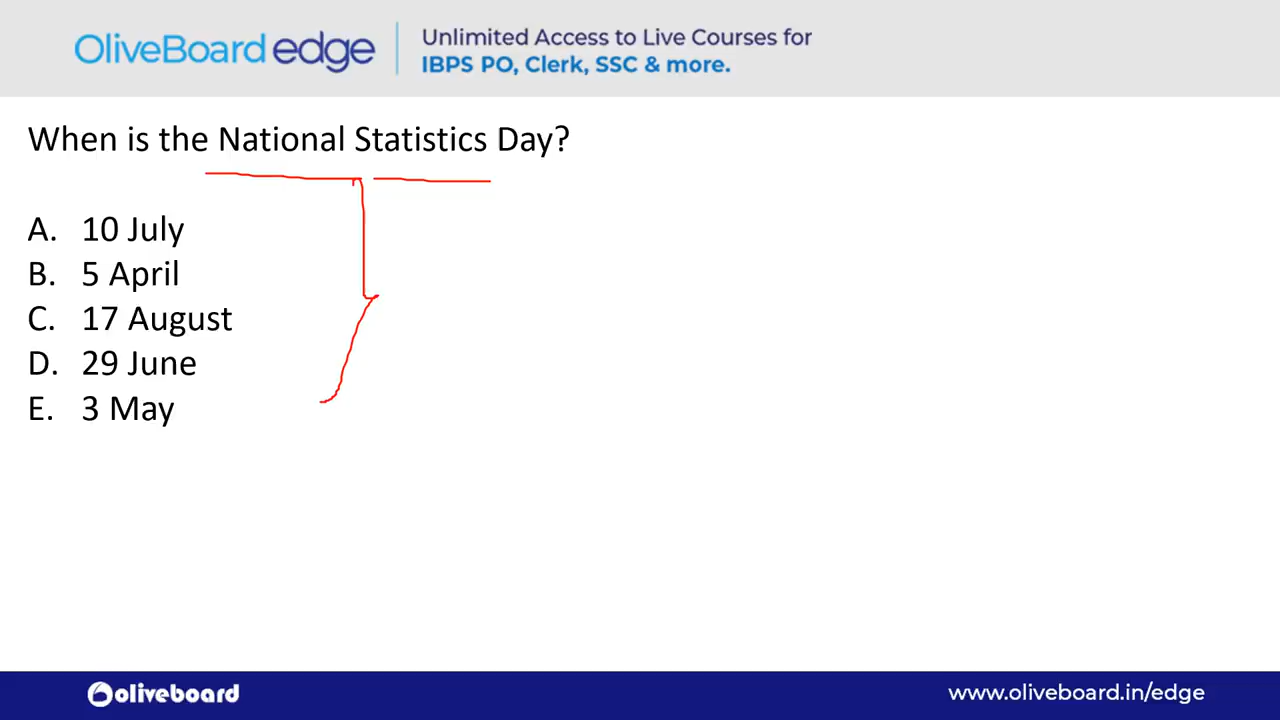 OliveBoard edge
Unlimited Access to Live Courses for
IBPS PO, Clerk, SSC & more.
When is the National Statistics Day?
A. 10 July
B. 5 April
C. 17 August
D. 29 June
E. 3 May
oliveboard
www.oliveboard.in/edge